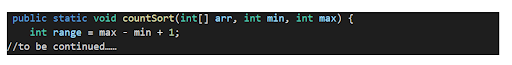 public static void countSort(int[] arr, int min, int max) {
int range = max - min + 1;
//to be continued……